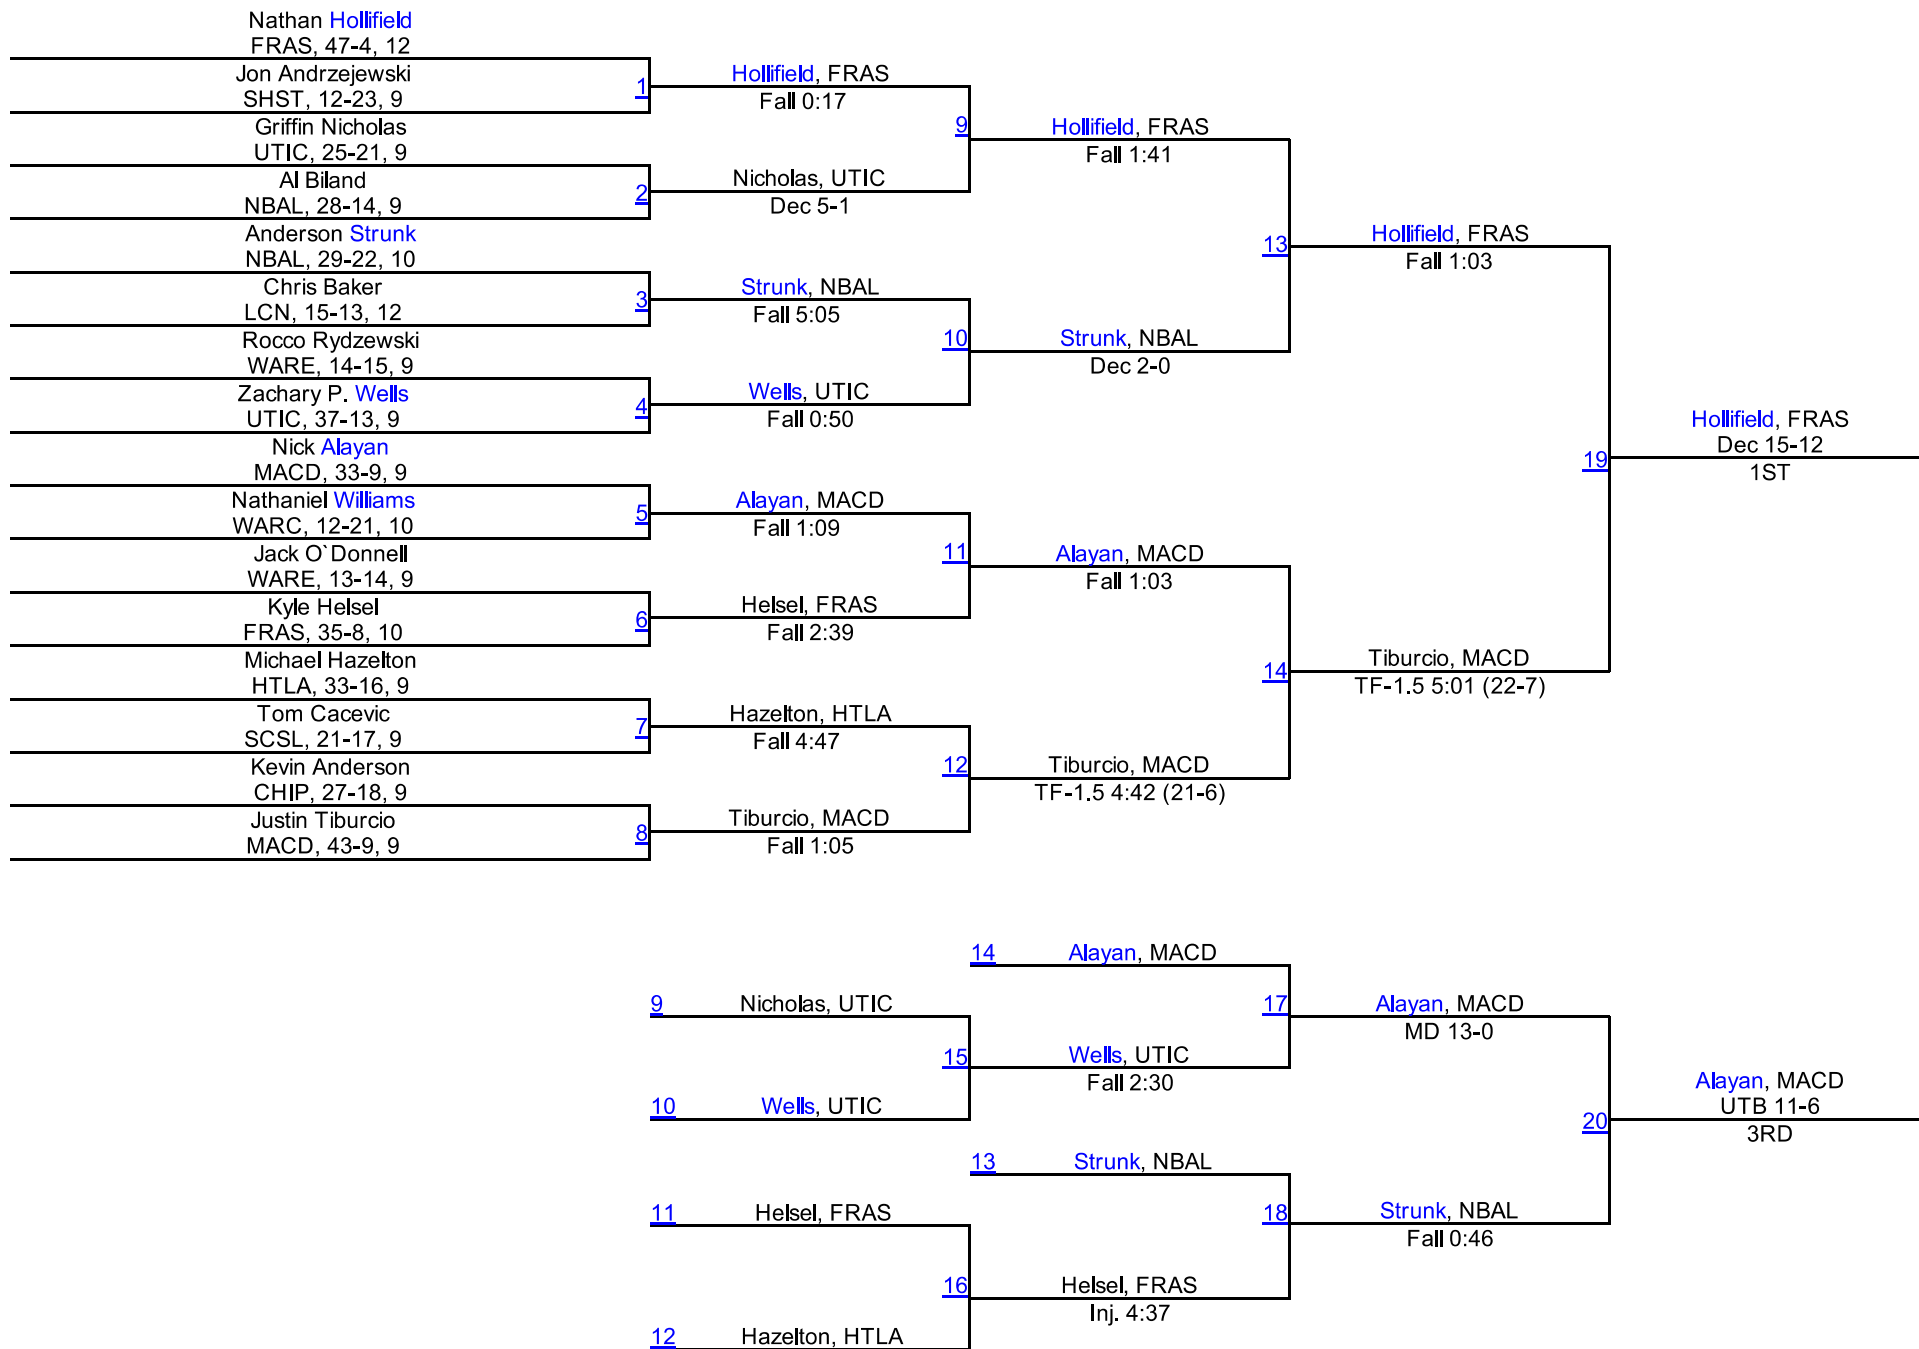 Nathan Hollifield
FRAS, 47-4, 12
Jon Andrzejewski
SHST, 12-23, 9
Griffin Nicholas
UTIC, 25-21, 9
Al Biland
NBAL, 28-14, 9
Anderson Strunk
NBAL, 29-22, 10
Chris Baker
LCN, 15-13, 12
Rocco Rydzewski
WARE, 14-15, 9
Zachary P. Wells
UTIC, 37-13, 9
Nick Alayan
MACD, 33-9, 9
Nathaniel Williams
WARC, 12-21, 10
Jack O`Donnell
WARE, 13-14, 9
Kyle Helsel
FRAS, 35-8, 10
Michael Hazelton
HTLA, 33-16, 9
Tom Cacevic
SCSL, 21-17, 9
Kevin Anderson
CHIP, 27-18, 9
Justin Tiburcio
MACD, 43-9, 9
1
Hollifield, FRAS
Fall 0:17
2
Nicholas, UTIC
Dec 5-1
3
Strunk, NBAL
Fall 5:05
4
Wells, UTIC
Fall 0:50
5
Alayan, MACD
Fall 1:09
6
Helsel, FRAS
Fall 2:39
7
Hazelton, HTLA
Fall 4:47
8
Tiburcio, MACD
Fall 1:05
9
Hollifield, FRAS
Fall 1:41
10
Strunk, NBAL
Dec 2-0
11
Alayan, MACD
Fall 1:03
12
Tiburcio, MACD
TF-1.5 4:42 (21-6)
13
Hollifield, FRAS
Fall 1:03
14
Tiburcio, MACD
TF-1.5 5:01 (22-7)
19
Hollifield, FRAS
Dec 15-12
1ST
9
Nicholas, UTIC
10
Wells, UTIC
11
Helsel, FRAS
12
Hazelton, HTLA
14
Alayan, MACD
15
Wells, UTIC
Fall 2:30
13
Strunk, NBAL
16
Helsel, FRAS
Inj. 4:37
17
Alayan, MACD
MD 13-0
18
Strunk, NBAL
Fall 0:46
20
Alayan, MACD
UTB 11-6
3RD